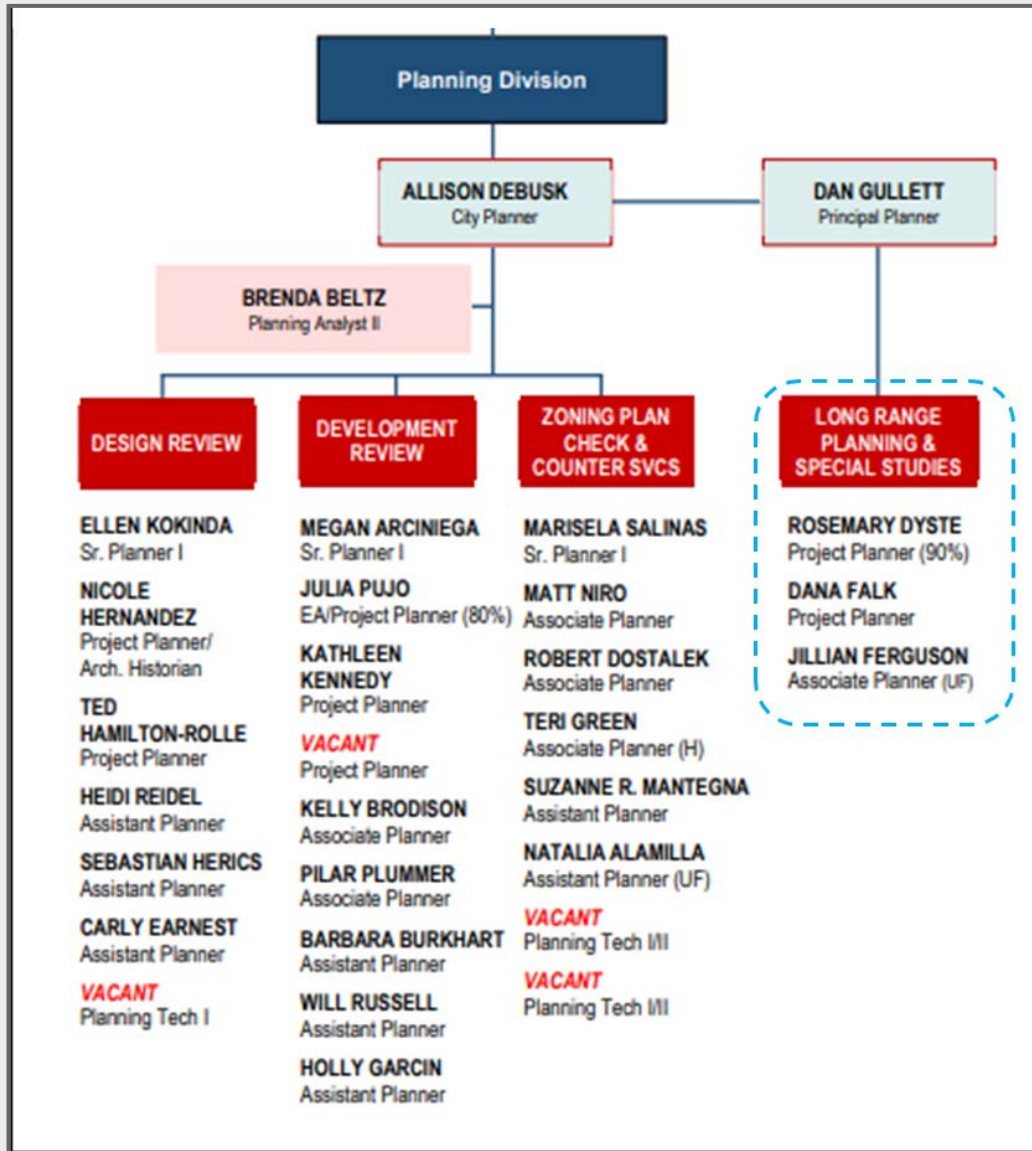 Planning Division
ALLISON DEBUSK
City Planner
DAN GULLETT
Principal Planner
BRENDA BELTZ
Planning Analyst II
DESIGN REVIEW
ELLEN KOKINDA
Sr. Planner I
NICOLE
HERNANDEZ
Project Planner/
Arch. Historian
TED
HAMILTON-ROLLE
Project Planner
HEIDI REIDEL
Assistant Planner
SEBASTIAN HERICS
Assistant Planner
CARLY EARNEST
Assistant Planner
VACANT
Planning Tech I
DEVELOPMENT
REVIEW
MEGAN ARCINIEGA
Sr. Planner I
JULIA PUJO
EA/Project Planner (80%)
KATHLEEN
KENNEDY
Project Planner
VACANT
Project Planner
KELLY BRODISON
Associate Planner
PILAR PLUMMER
Associate Planner
BARBARA BURKHART
Assistant Planner
WILL RUSSELL
Assistant Planner
HOLLY GARCIN
Assistant Planner
ZONING PLAN
CHECK &
COUNTER SVCS
MARISELA SALINAS
Sr. Planner I
MATT NIRO
Associate Planner
ROBERT DOSTALEK
Associate Planner
TERI GREEN
Associate Planner (H)
SUZANNE R. MANTEGNA
Assistant Planner
NATALIA ALAMILLA
Assistant Planner (UF)
VACANT
Planning Tech I/II
VACANT
Planning Tech I/II
LONG RANGE
PLANNING &
SPECIAL STUDIES
ROSEMARY DYSTE
Project Planner (90%)
DANA FALK
Project Planner
JILLIAN FERGUSON
Associate Planner (UF)